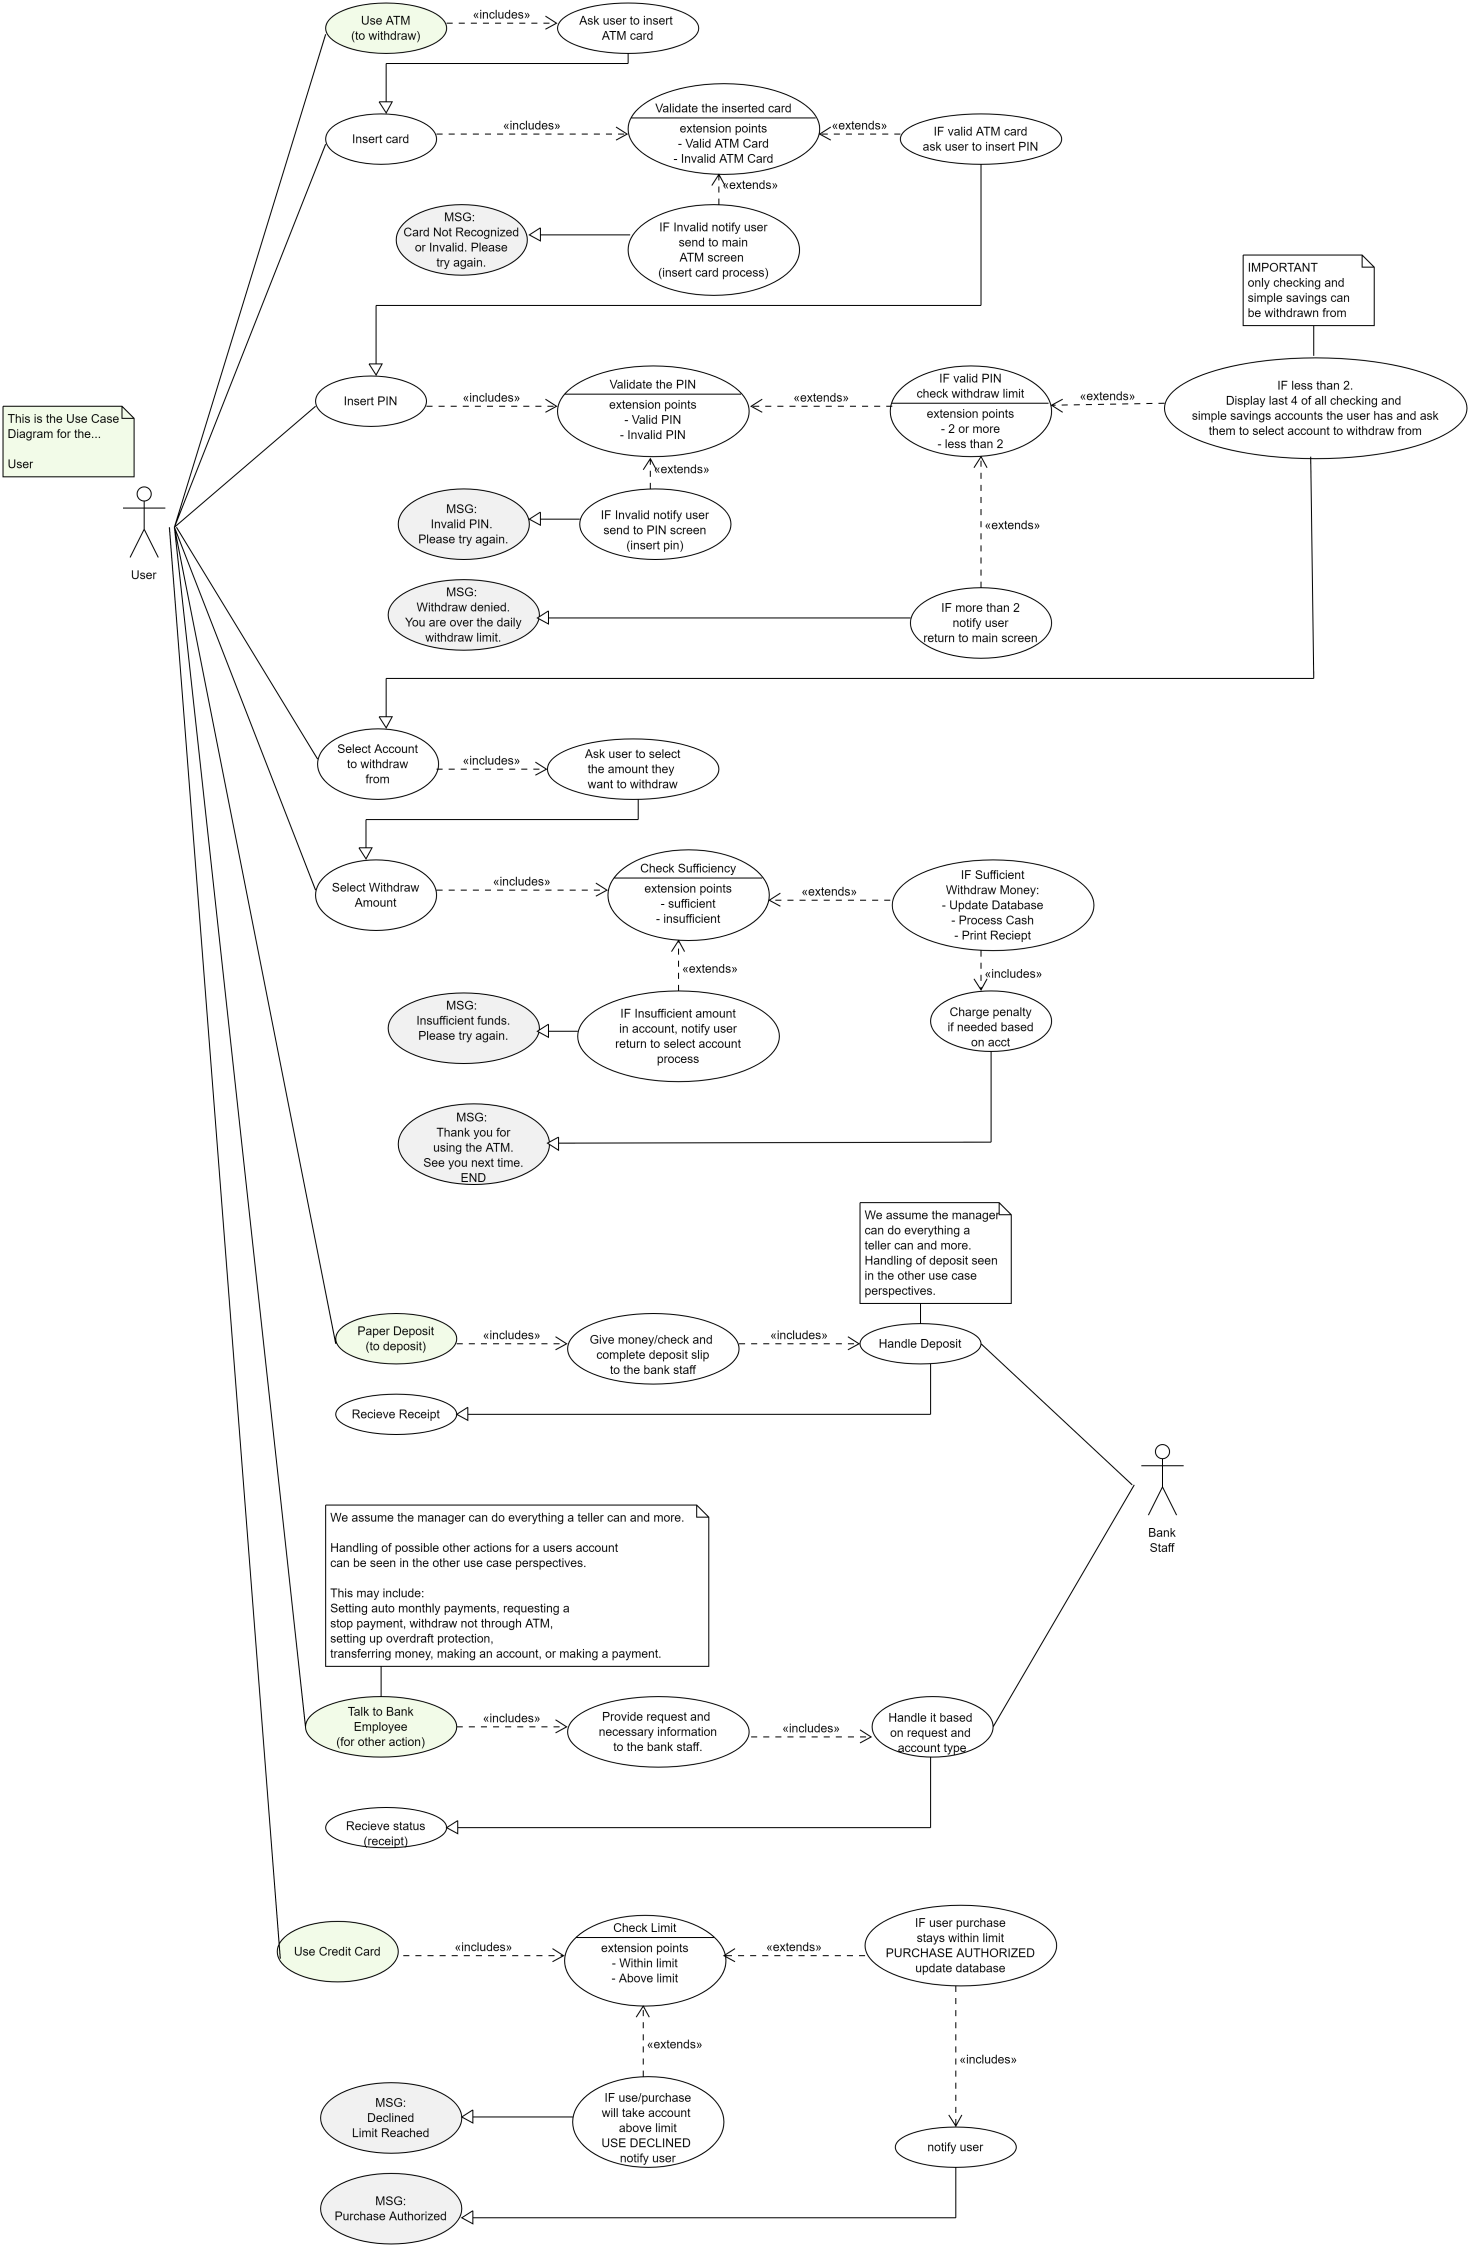 Use ATM
(to withdraw)
«includes»
Ask user to insert
ATM card
Insert card
«includes»
Validate the inserted card
extension points
- Valid ATM Card
- Invalid ATM Card
«extends»
IF valid ATM card
ask user to insert PIN
«extends»
MSG:
Card Not Recognized
or Invalid. Please
try again.
IF Invalid notify user
send to main
ATM screen
(insert card process)
IMPORTANT
only checking and
simple savings can
be withdrawn from
This is the Use Case
Diagram for the...
User
User
Insert PIN
«includes»
Validate the PIN
extension points
- Valid PIN
- Invalid PIN
«extends»
IF valid PIN
check withdraw limit
extension points
- 2 or more
- less than 2
«extends»
IF less than 2.
Display last 4 of all checking and
simple savings accounts the user has and ask
them to select account to withdraw from
«extends»
MSG:
Invalid PIN.
Please try again.
IF Invalid notify user
send to PIN screen
(insert pin)
«extends»
MSG:
Withdraw denied.
You are over the daily
withdraw limit.
IF more than 2
notify user
return to main screen
Select Account
to withdraw
from
«includes»
Ask user to select
the amount they
want to withdraw
Select Withdraw
Amount
«includes»
Check Sufficiency
extension points
- sufficient
- insufficient
«extends»
IF Sufficient
Withdraw Money:
- Update Database
- Process Cash
- Print Reciept
«extends»
«includes»
MSG:
Insufficient funds.
Please try again.
IF Insufficient amount
in account, notify user
return to select account
process
Charge penalty
if needed based
on acct
MSG:
Thank you for
using the ATM.
See you next time.
END
We assume the manager
can do everything a
teller can and more.
Handling of deposit seen
in the other use case
perspectives.
Paper Deposit
(to deposit)
«includes»
Give money/check and
complete deposit slip
to the bank staff
«includes»
Handle Deposit
Recieve Receipt
Bank
Staff
We assume the manager can do everything a teller can and more.
Handling of possible other actions for a users account
can be seen in the other use case perspectives.
This may include:
Setting auto monthly payments, requesting a
stop payment, withdraw not through ATM,
setting up overdraft protection,
transferring money, making an account, or making a payment.
Talk to Bank
Employee
(for other action)
«includes»
Provide request and
necessary information
to the bank staff.
«includes»
Handle it based
on request and
account type
Recieve status
(receipt)
Use Credit Card
«includes»
Check Limit
extension points
- Within limit
- Above limit
«extends»
IF user purchase
stays within limit
PURCHASE AUTHORIZED
update database
«extends»
«includes»
MSG:
Declined
Limit Reached
IF use/purchase
will take account
above limit
USE DECLINED
notify user
notify user
MSG:
Purchase Authorized